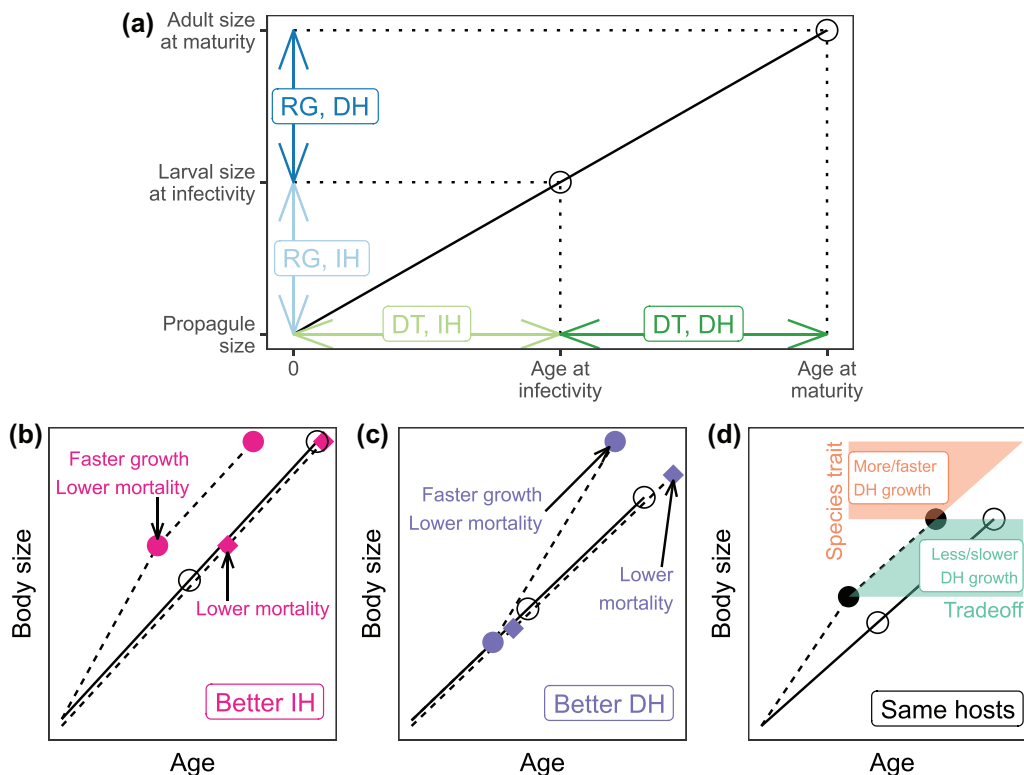 (a)
Adult size
at maturity
RG, DH
Larval size
at infectivity
RG, IH
Propagule
size
DT, IH
DT, DH
0
Age at
infectivity
Age at
maturity
(b)
Faster growth
Lower mortality
Lower mortality
Better IH
Body size
Age
(c)
Faster growth
Lower mortality
Lower
mortality
Better DH
Body size
Age
(d)
Species trait
More/faster
DH growth
Less/slower
DH growth
Tradeoff
Same hosts
Body size
Age